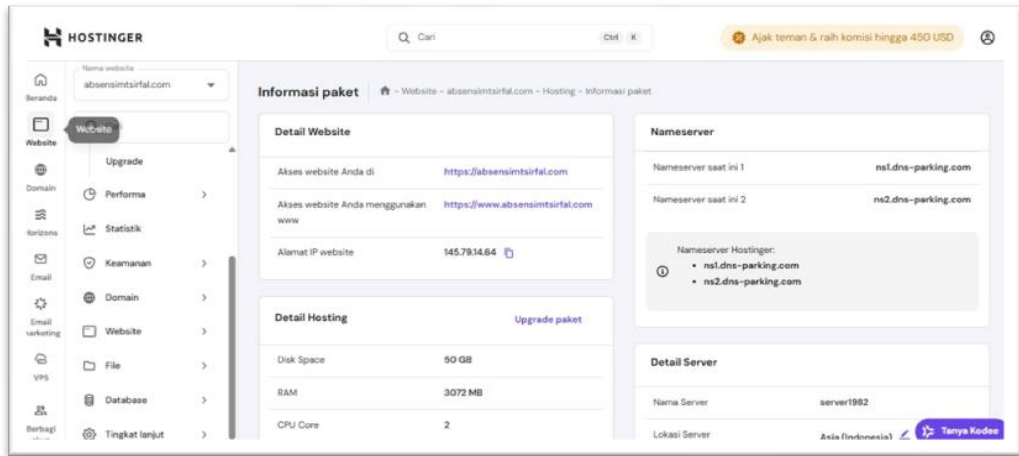 HOSTINGER
Cari
Ctrl K
Ajak teman & raih komisi hingga 450 USD
Beranda
Website
Domain
Horizons
Email
Email
VPS
Berbagi
Nama website
absensimtsirfal.com
Website
Upgrade
Performa
Statistik
Keamanan
Domain
Website
File
Database
Tingkat lanjut
Informasi paket
- Website - absensimtsirfal.com - Hosting - Informasi paket
Detail Website
Akses website Anda di https://absensimtsirfal.com
Akses website Anda menggunakan https://www.absensimtsirfal.com
www
Alamat IP website 145.79.14.64
Detail Hosting Upgrade paket
Disk Space 50 GB
RAM 3072 MB
CPU Core 2
Nameserver
Nameserver saat ini 1 ns1.dns-parking.com
Nameserver saat ini 2 ns2.dns-parking.com
Nameserver Hostinger:
• ns1.dns-parking.com
• ns2.dns-parking.com
Detail Server
Nama Server server1982
Lokasi Server Asia (Indonesia)
Tanya Kodee